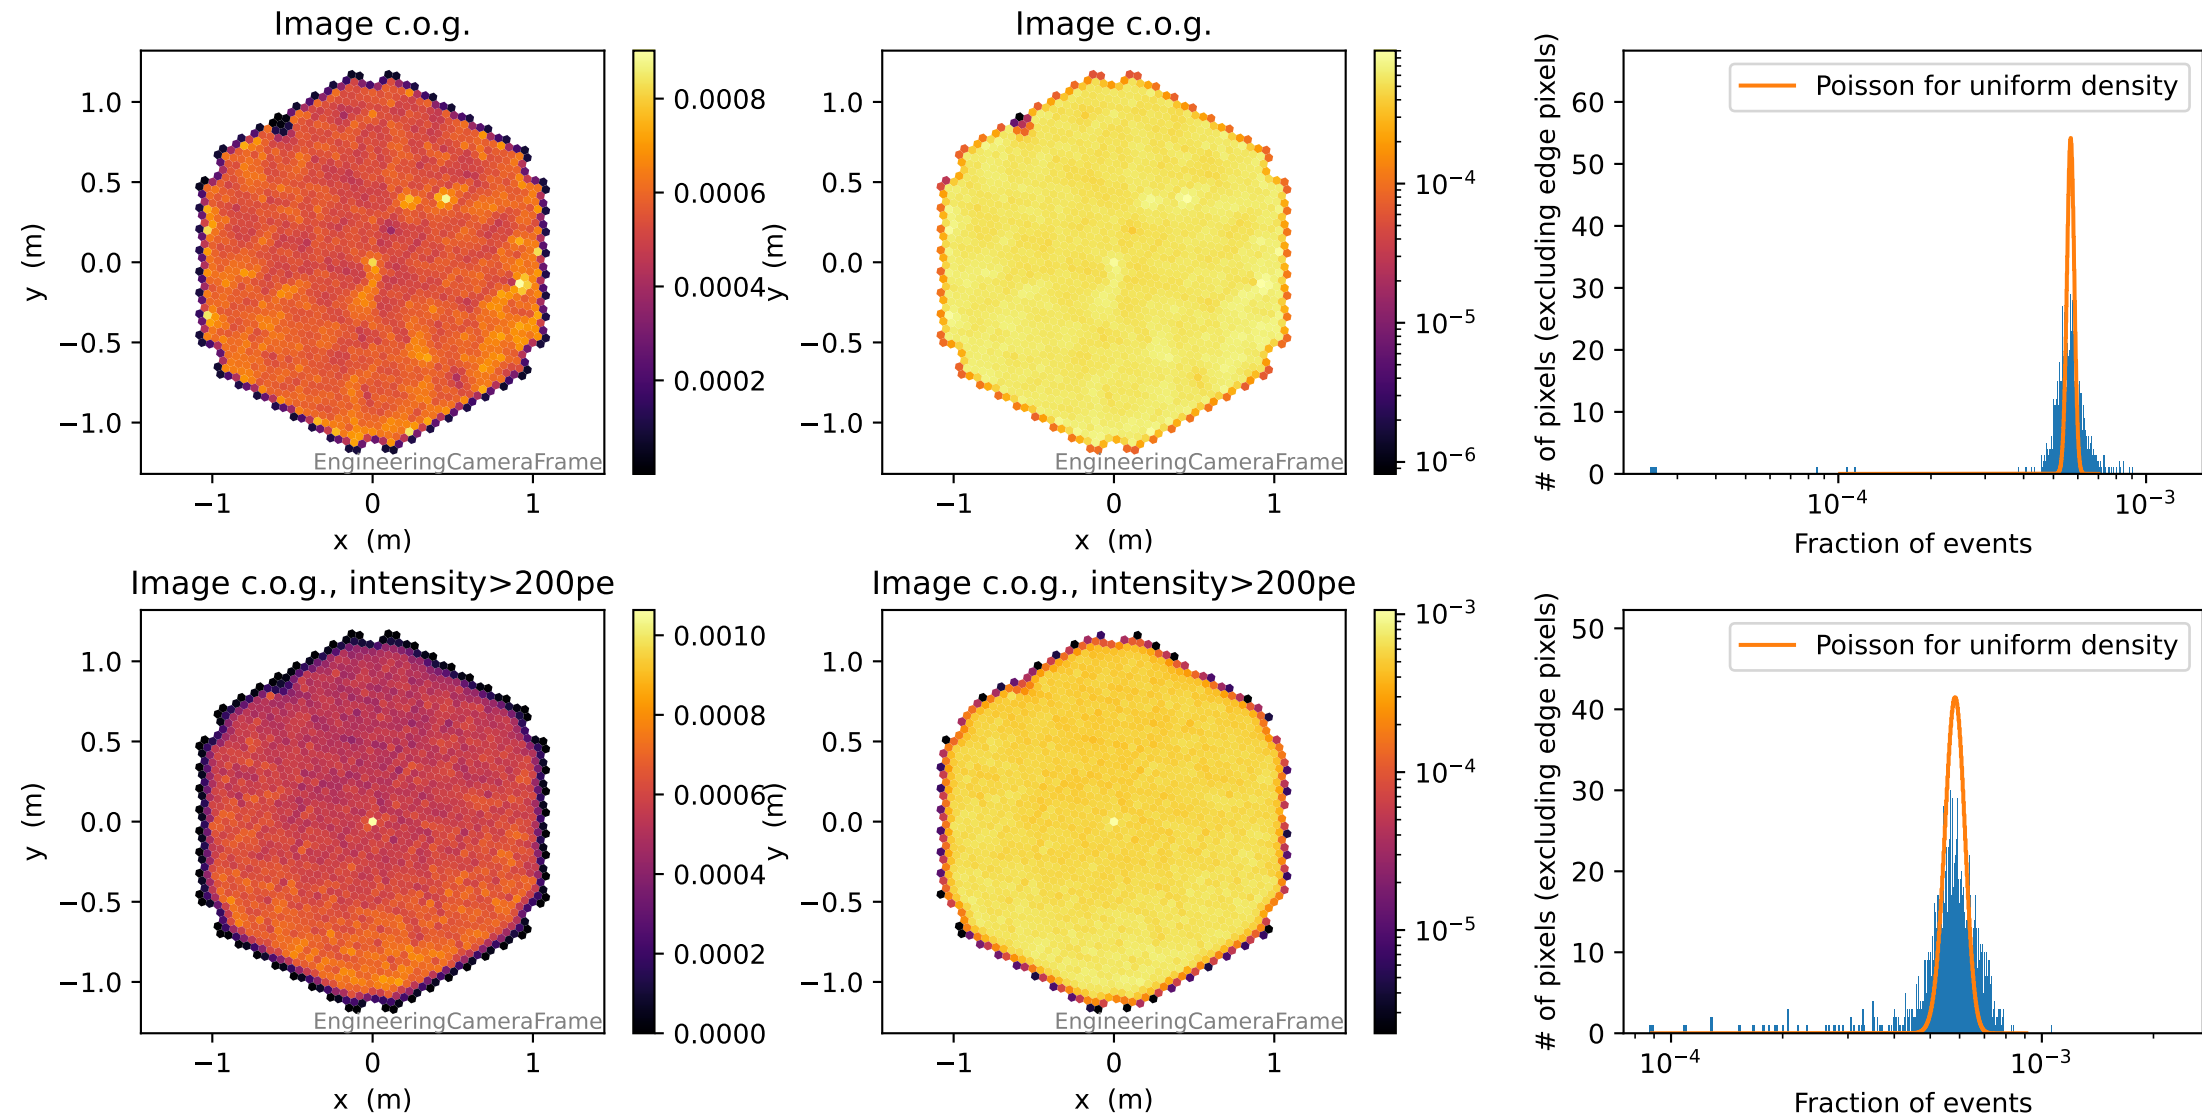 Image c.o.g.
y (m)
1.0
0.5
0.0
−0.5
−1.0
−1
0
1
x (m)
EngineeringCameraFrame
0.0008
0.0006
0.0004
0.0002
Image c.o.g.
y (m)
1.0
0.5
0.0
−0.5
−1.0
−1
0
1
x (m)
EngineeringCameraFrame
10−4
10−5
10−6
# of pixels (excluding edge pixels)
60
50
40
30
20
10
0
Poisson for uniform density
10−4
10−3
Fraction of events
Image c.o.g., intensity>200pe
y (m)
1.0
0.5
0.0
−0.5
−1.0
−1
0
1
x (m)
EngineeringCameraFrame
0.0010
0.0008
0.0006
0.0004
0.0002
0.0000
Image c.o.g., intensity>200pe
y (m)
1.0
0.5
0.0
−0.5
−1.0
−1
0
1
x (m)
EngineeringCameraFrame
10−3
10−4
10−5
# of pixels (excluding edge pixels)
50
40
30
20
10
0
Poisson for uniform density
10−4
10−3
Fraction of events